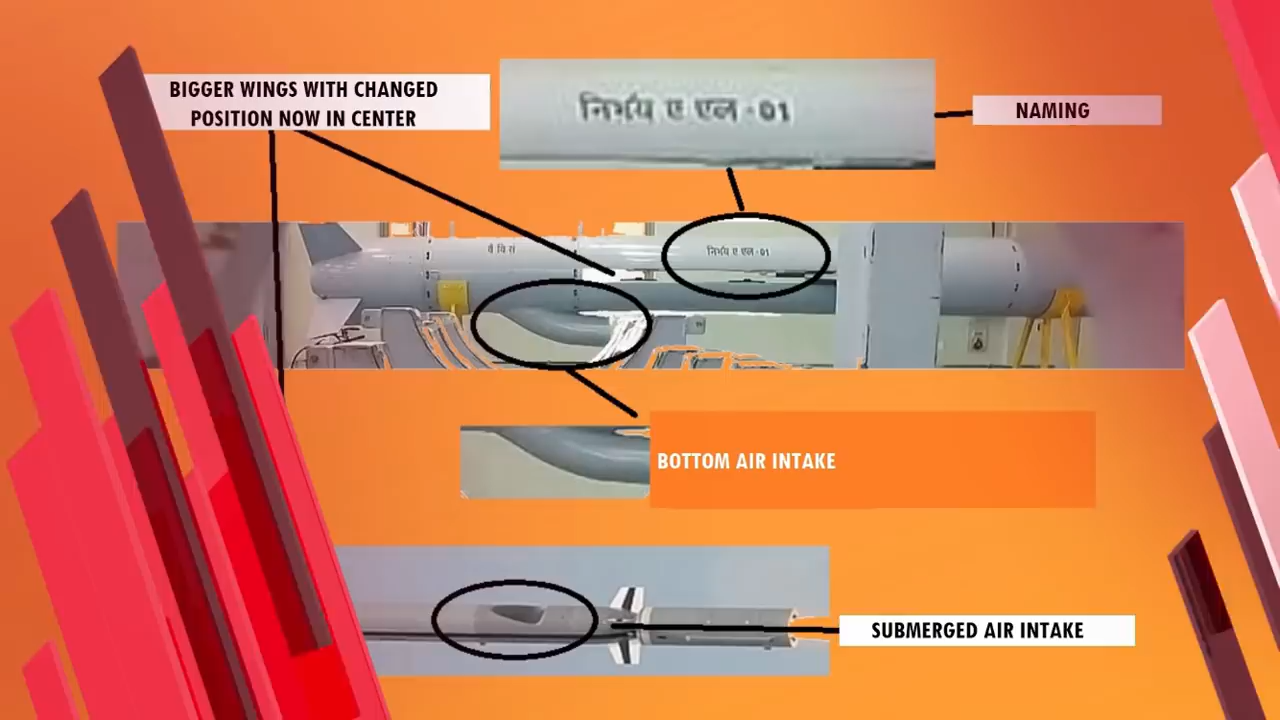 BIGGER WINGS WITH CHANGED
POSITION NOW IN CENTER
निर्भय ए एल -01
NAMING
वै वि सं
निर्भय ए एल -01
BOTTOM AIR INTAKE
SUBMERGED AIR INTAKE